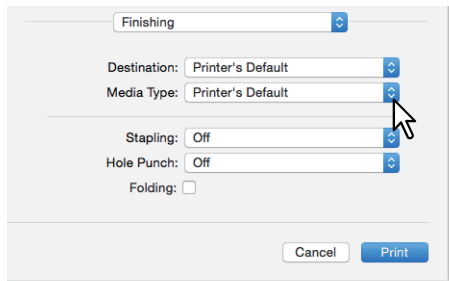 Finishing
Destination: Printer's Default
Media Type: Printer's Default
Stapling: Off
Hole Punch: Off
Folding:
Cancel Print